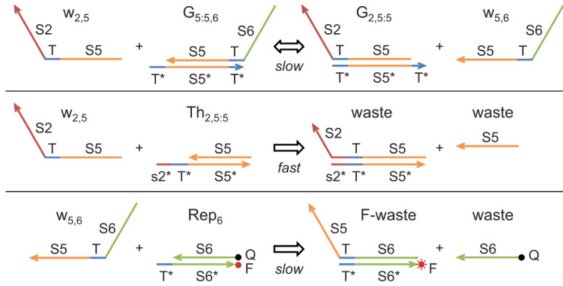 w2,5 G5:5,6 G2,5:5 w5,6
S2 T S5 + S5 T S6 T* S5* T* slow S2 T S5 T* S5* T* + S5 T S6
w2,5 Th2,5:5 waste waste
S2 T S5 + S5 s2* T* S5* fast S2 T S5 s2* T* S5* + S5
w5,6 Rep6 F-waste waste
S5 T S6 + S6 Q T* S6* F slow S5 T S6 T* S6* F + S6 Q